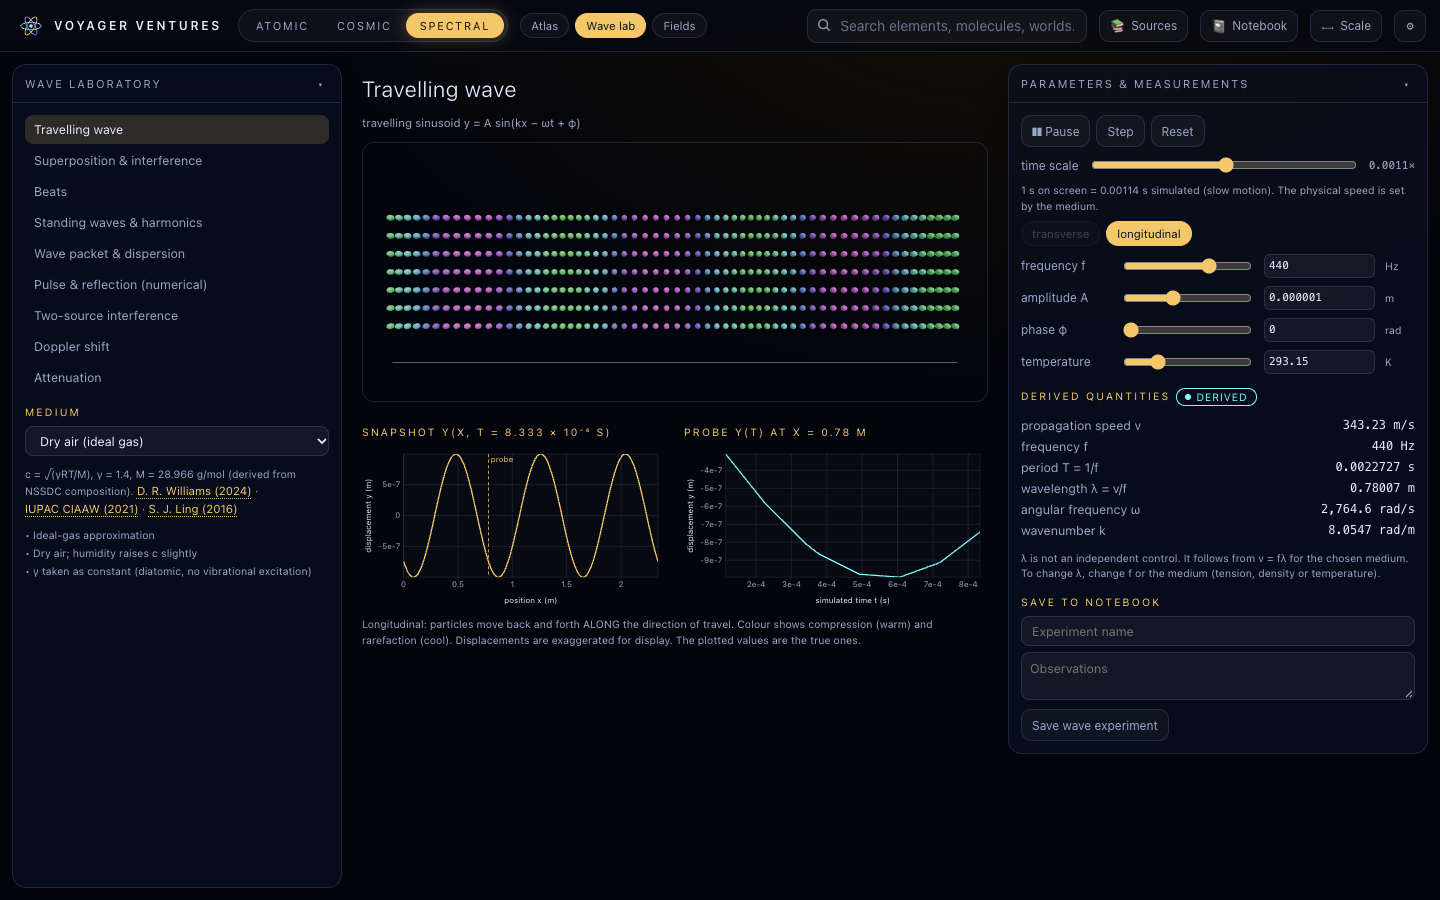 VOYAGER VENTURES
ATOMIC
COSMIC
SPECTRAL
Atlas
Wave lab
Fields
Search elements, molecules, worlds.
Sources
Notebook
Scale
WAVE LABORATORY
Travelling wave
Superposition & interference
Beats
Standing waves & harmonics
Wave packet & dispersion
Pulse & reflection (numerical)
Two-source interference
Doppler shift
Attenuation
MEDIUM
Dry air (ideal gas)
c = √(γRT/M), γ = 1.4, M = 28.966 g/mol (derived from
NSSDC composition). D. R. Williams (2024) ·
IUPAC CIAAW (2021) · S. J. Ling (2016)
• Ideal-gas approximation
• Dry air; humidity raises c slightly
• γ taken as constant (diatomic, no vibrational excitation)
Travelling wave
travelling sinusoid y = A sin(kx − ωt + ϕ)
SNAPSHOT Y(X, T = 8.333 × 10⁻⁴ S)
probe
displacement y (m)
5e-7
0
-5e-7
0
0.5
1
1.5
2
position x (m)
PROBE Y(T) AT X = 0.78 M
displacement y (m)
-4e-7
-5e-7
-6e-7
-7e-7
-8e-7
-9e-7
2e-4
3e-4
4e-4
5e-4
6e-4
7e-4
8e-4
simulated time t (s)
Longitudinal: particles move back and forth ALONG the direction of travel. Colour shows compression (warm) and
rarefaction (cool). Displacements are exaggerated for display. The plotted values are the true ones.
PARAMETERS & MEASUREMENTS
Pause
Step
Reset
time scale
0.0011×
1 s on screen = 0.00114 s simulated (slow motion). The physical speed is set
by the medium.
transverse
longitudinal
frequency f
440
Hz
amplitude A
0.000001
m
phase ϕ
0
rad
temperature
293.15
K
DERIVED QUANTITIES
DERIVED
propagation speed v
343.23 m/s
frequency f
440 Hz
period T = 1/f
0.0022727 s
wavelength λ = v/f
0.78007 m
angular frequency ω
2,764.6 rad/s
wavenumber k
8.0547 rad/m
λ is not an independent control. It follows from v = fλ for the chosen medium.
To change λ, change f or the medium (tension, density or temperature).
SAVE TO NOTEBOOK
Experiment name
Observations
Save wave experiment